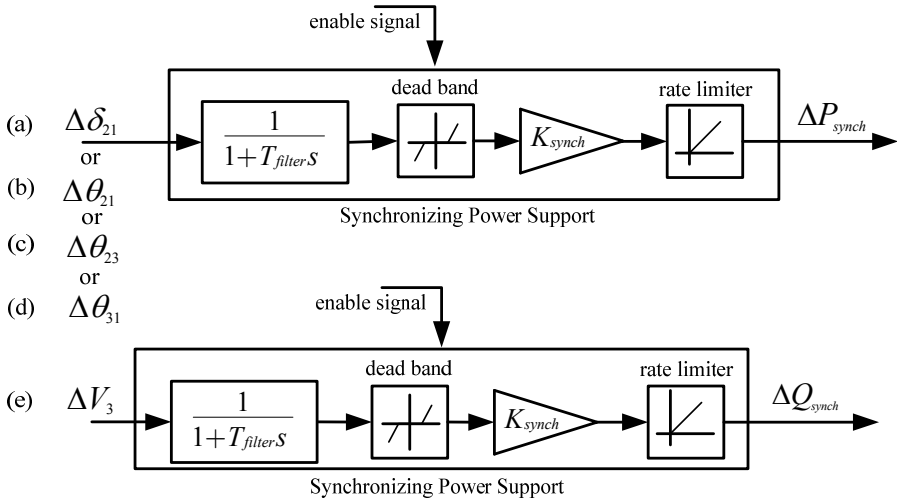 enable signal
dead band
rate limiter
(a) Δδ₂₁
1 / (1+T_filter s)
K_synch
ΔP_synch
or
(b) Δθ₂₁
or
Synchronizing Power Support
(c) Δθ₂₃
or
(d) Δθ₃₁
enable signal
dead band
rate limiter
(e) ΔV₃
1 / (1+T_filter s)
K_synch
ΔQ_synch
Synchronizing Power Support